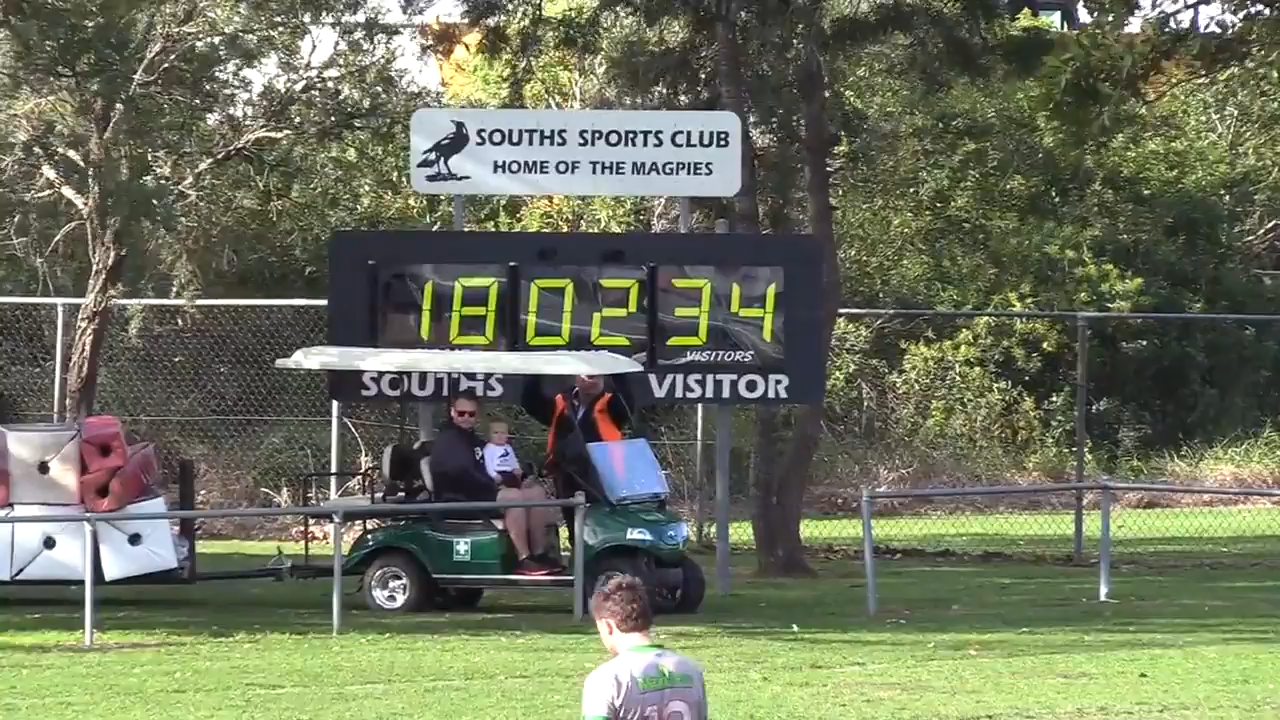 SOUTHS SPORTS CLUB
HOME OF THE MAGPIES
18 02 34
VISITORS
SOUTHS VISITOR